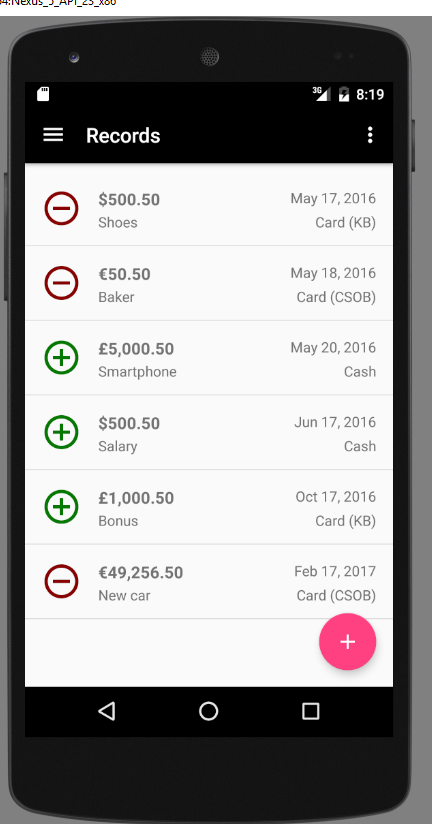 64:Nexus_5_API_23_x86
3G 8:19
Records
$500.50 May 17, 2016
Shoes Card (KB)
€50.50 May 18, 2016
Baker Card (CSOB)
£5,000.50 May 20, 2016
Smartphone Cash
$500.50 Jun 17, 2016
Salary Cash
£1,000.50 Oct 17, 2016
Bonus Card (KB)
€49,256.50 Feb 17, 2017
New car Card (CSOB)